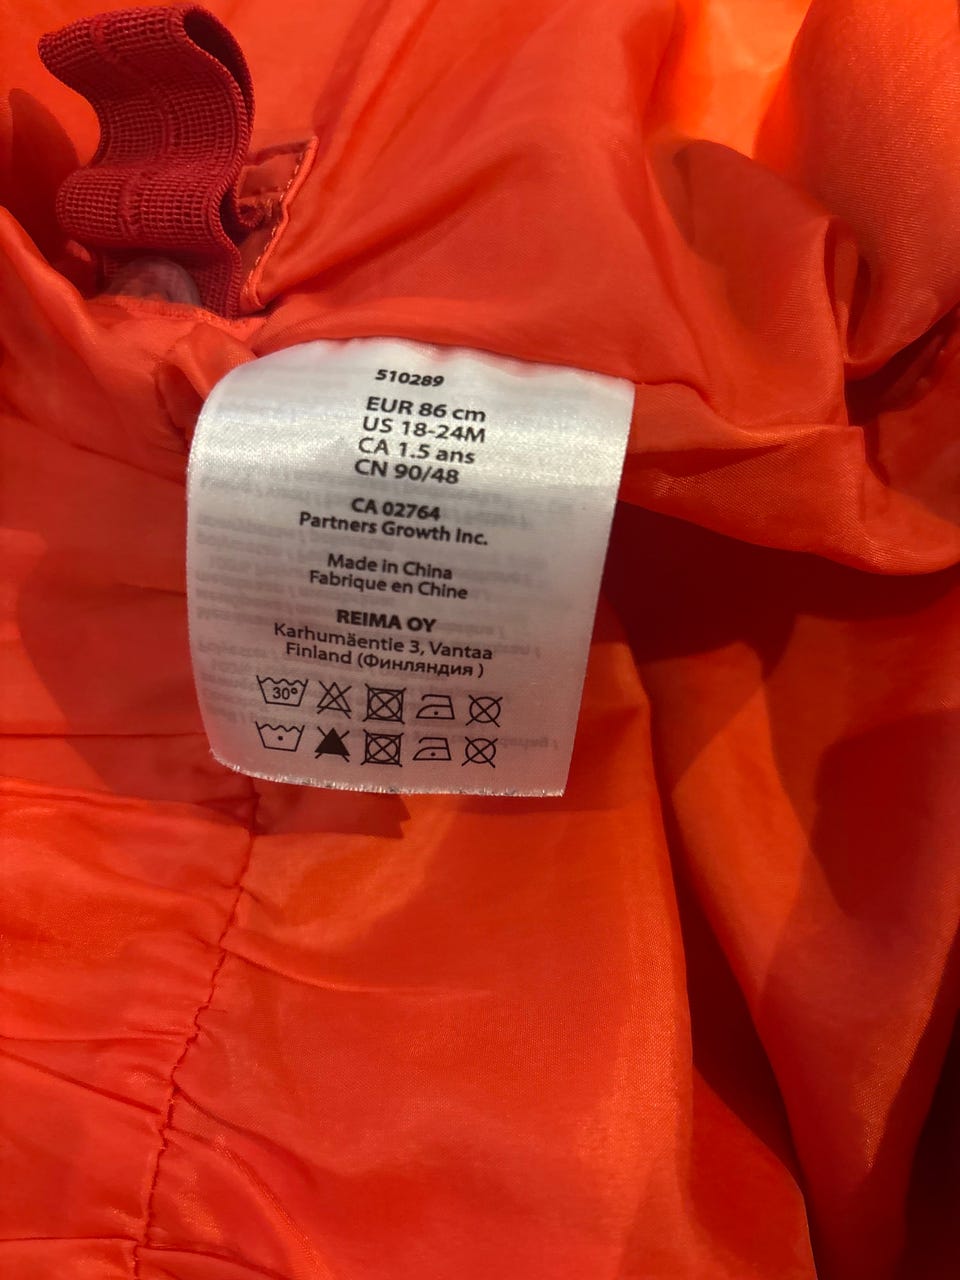 510289
EUR 86 cm
US 18-24M
CA 1.5 ans
CN 90/48
CA 02764
Partners Growth Inc.
Made in China
Fabrique en Chine
REIMA OY
Karhumäentie 3, Vantaa
Finland (Финляндия )
30°